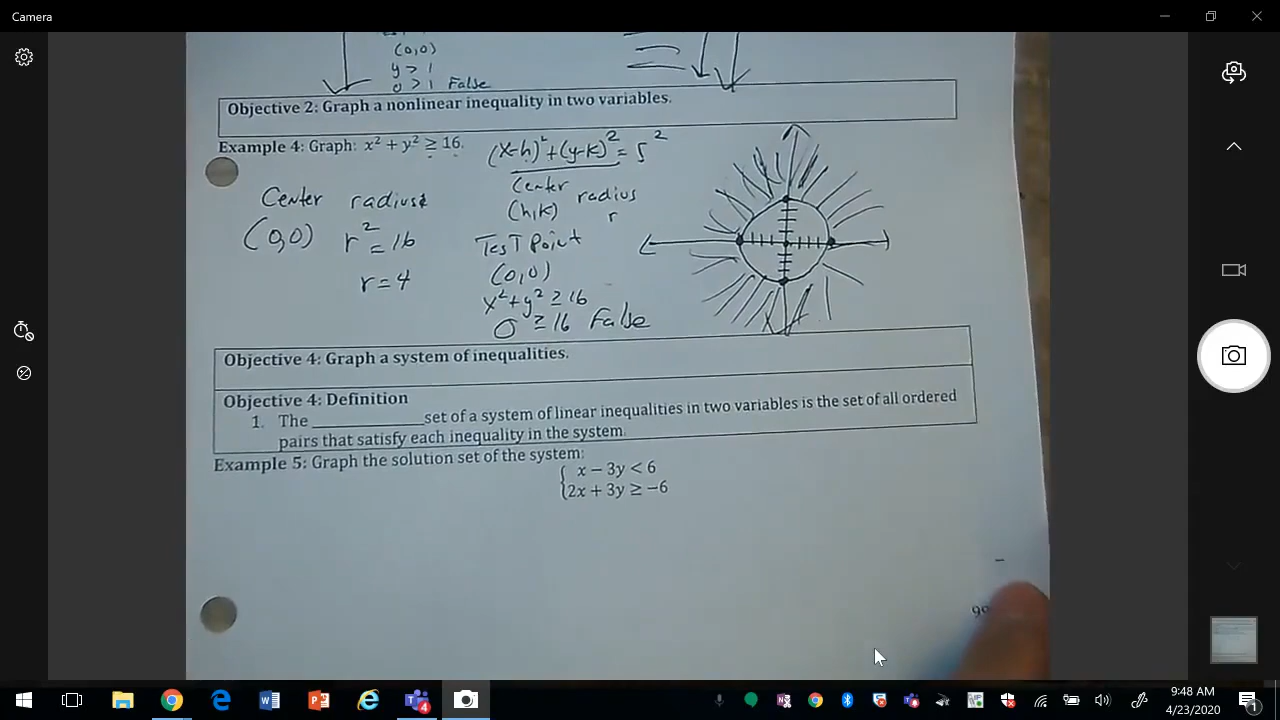 Camera
(0,0)
y > 1
0 > 1 False
Objective 2: Graph a nonlinear inequality in two variables.
Example 4: Graph: x² + y² ≥ 16.
(x-h)² + (y-k)² = r²
Center radius
(h,k) r
Center radius
(0,0) r² = 16
r = 4
Test Point
(0,0)
x² + y² ≥ 16
0 ≥ 16 False
Objective 4: Graph a system of inequalities.
Objective 4: Definition
1. The ____________ set of a system of linear inequalities in two variables is the set of all ordered
pairs that satisfy each inequality in the system.
Example 5: Graph the solution set of the system:
x − 3y < 6
2x + 3y ≥ −6
9:48 AM
4/23/2020